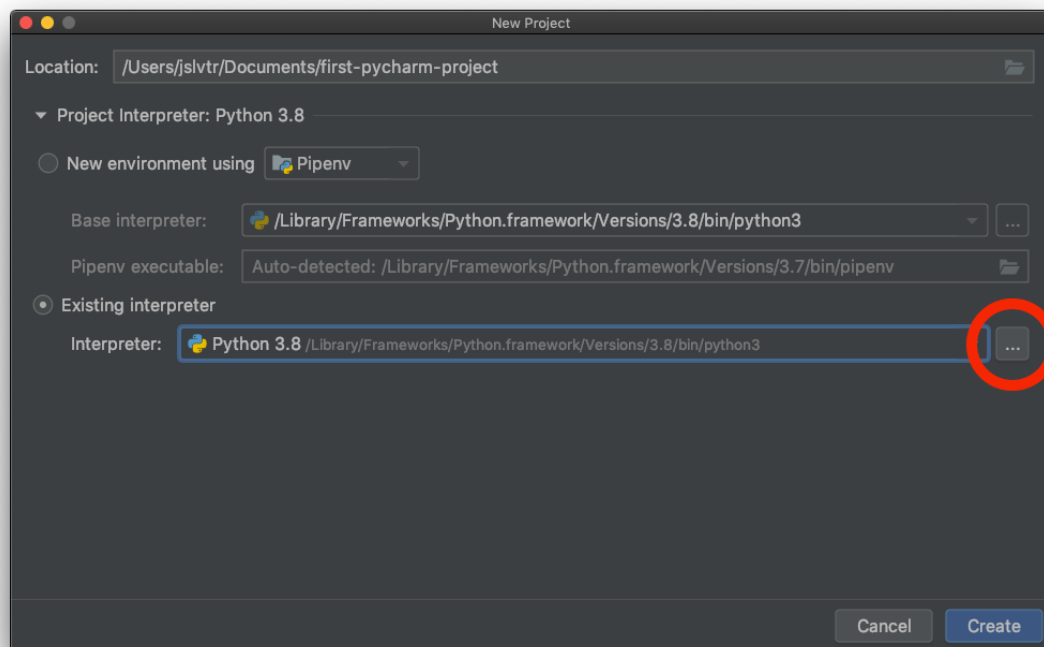 New Project
Location: /Users/jslvtr/Documents/first-pycharm-project
Project Interpreter: Python 3.8
New environment using Pipenv
Base interpreter: /Library/Frameworks/Python.framework/Versions/3.8/bin/python3 ...
Pipenv executable: Auto-detected: /Library/Frameworks/Python.framework/Versions/3.7/bin/pipenv
Existing interpreter
Interpreter: Python 3.8 /Library/Frameworks/Python.framework/Versions/3.8/bin/python3 ...
Cancel Create